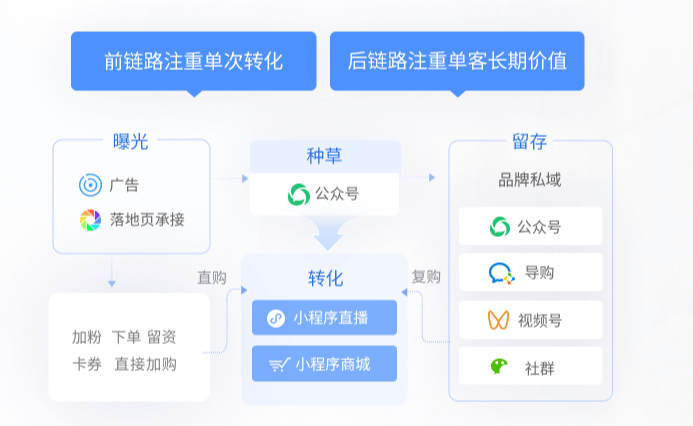 前链路注重单次转化
后链路注重单客长期价值
曝光
广告
落地页承接
加粉 下单 留资
卡券 直接加购
种草
公众号
直购
转化
小程序直播
小程序商城
复购
留存
品牌私域
公众号
导购
视频号
社群